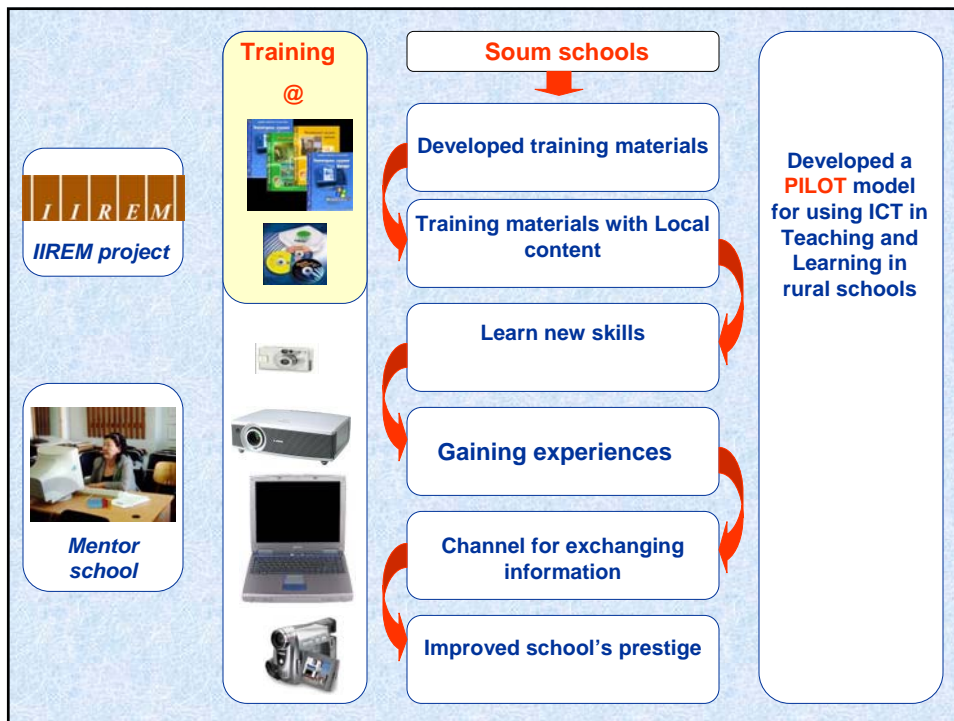 IIREM
IIREM project
Mentor
school
Training
@
Soum schools
Developed training materials
Training materials with Local
content
Learn new skills
Gaining experiences
Channel for exchanging
information
Improved school's prestige
Developed a
PILOT model
for using ICT in
Teaching and
Learning in
rural schools